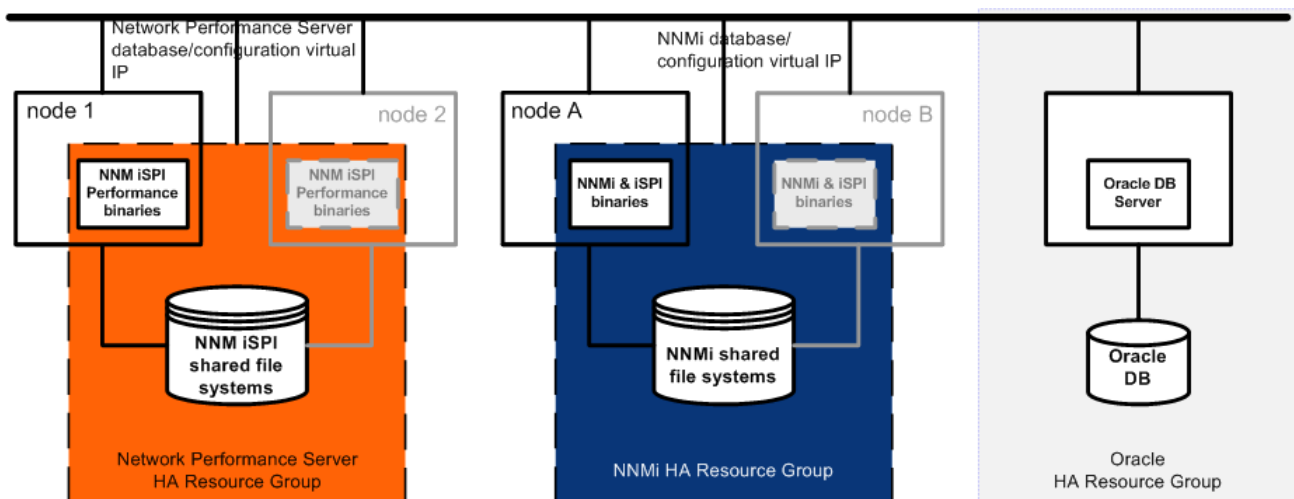 Network Performance Server
database/configuration virtual
IP
NNMi database/
configuration virtual IP
node 1
node 2
node A
node B
NNM iSPI
Performance
binaries
NNM iSPI
Performance
binaries
NNMi & iSPI
binaries
NNMi & iSPI
binaries
Oracle DB
Server
NNM iSPI
shared file
systems
NNMi shared
file systems
Oracle
DB
Network Performance Server
HA Resource Group
NNMi HA Resource Group
Oracle
HA Resource Group